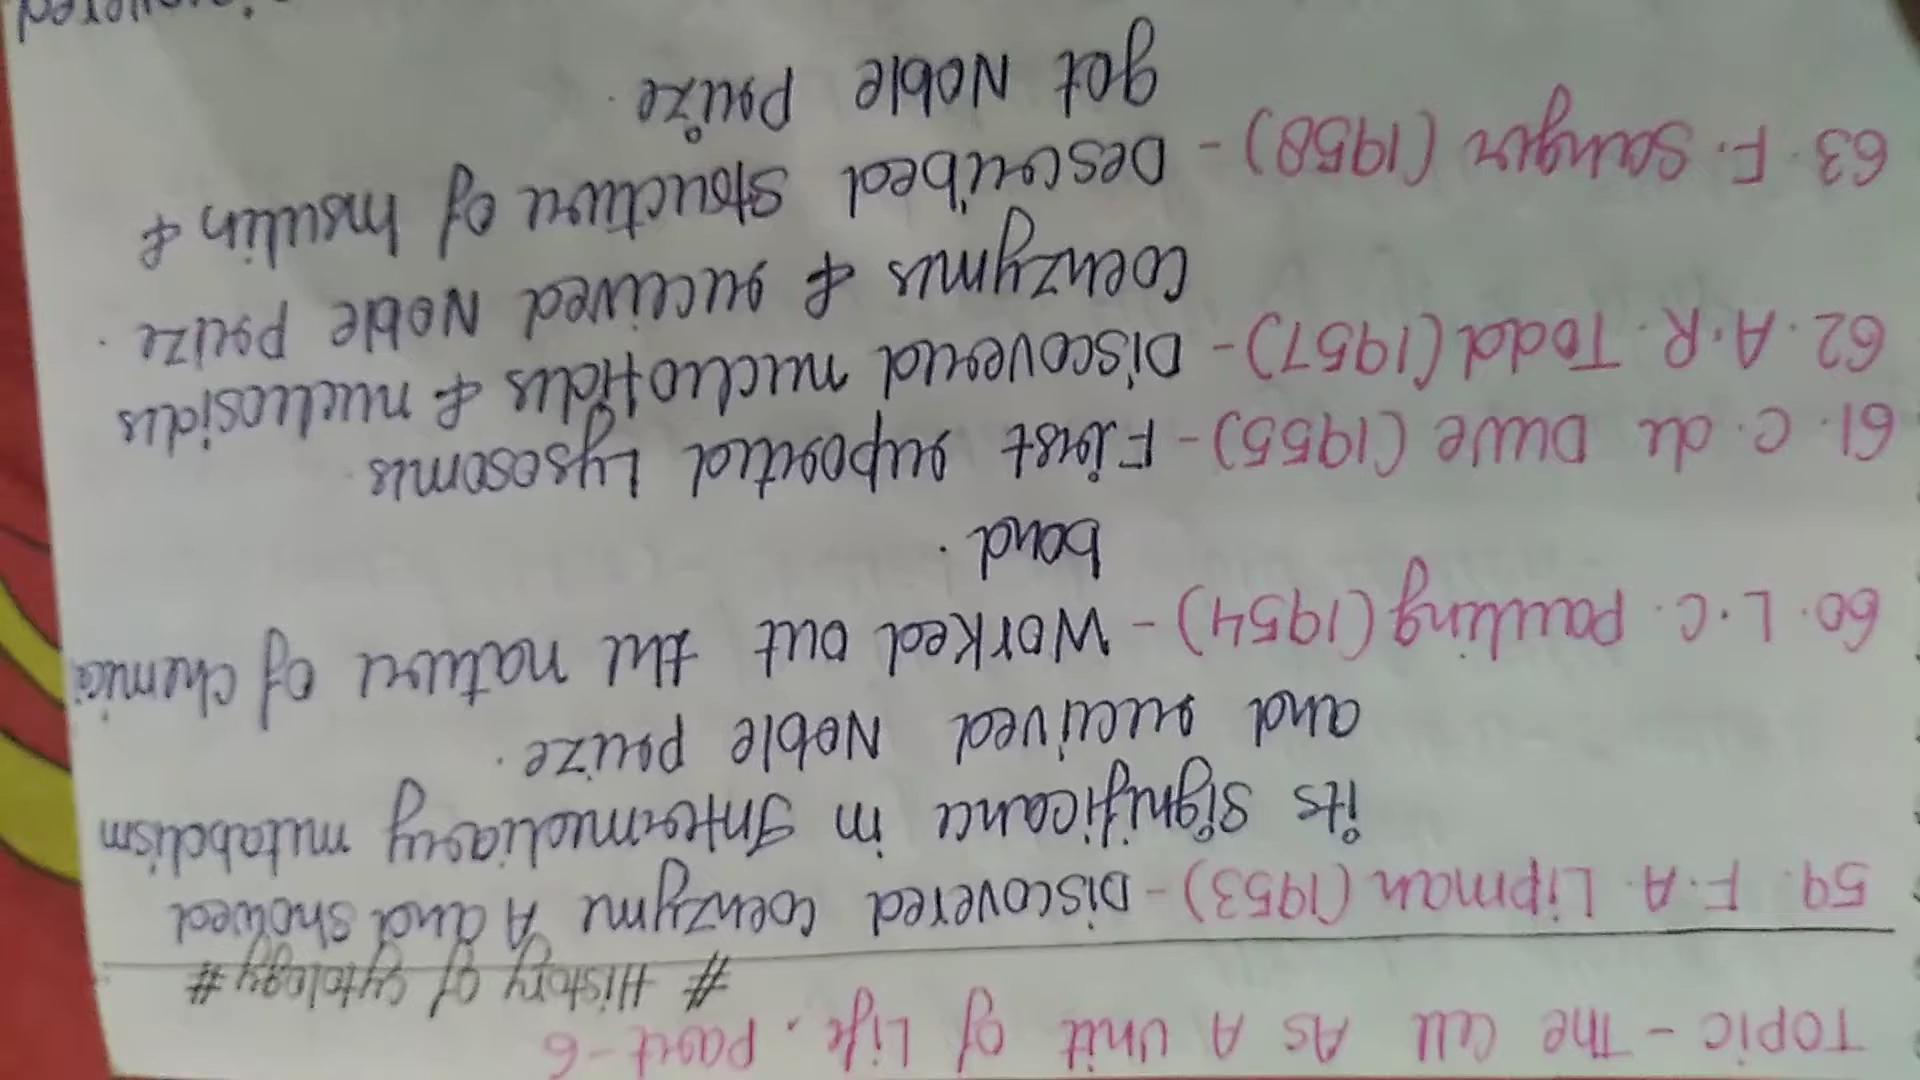 Topic - The Cell As A Unit of Life. Part-6
# History of cytology #
59. F.A. Lipman (1953) - Discovered coenzyme A and showed
its significance in Intermediary metabolism
and received Noble prize.
60. L.C. Pauling (1954) - Worked out the nature of chemica
bond.
61. C. de Duve (1955) - First reported Lysosomes.
62. A.R. Todd (1957) - Discovered nucleotides & nucleosides
coenzymes & received Noble prize.
63. F. Sanger (1958) - Described structure of Insulin &
got Noble Prize.